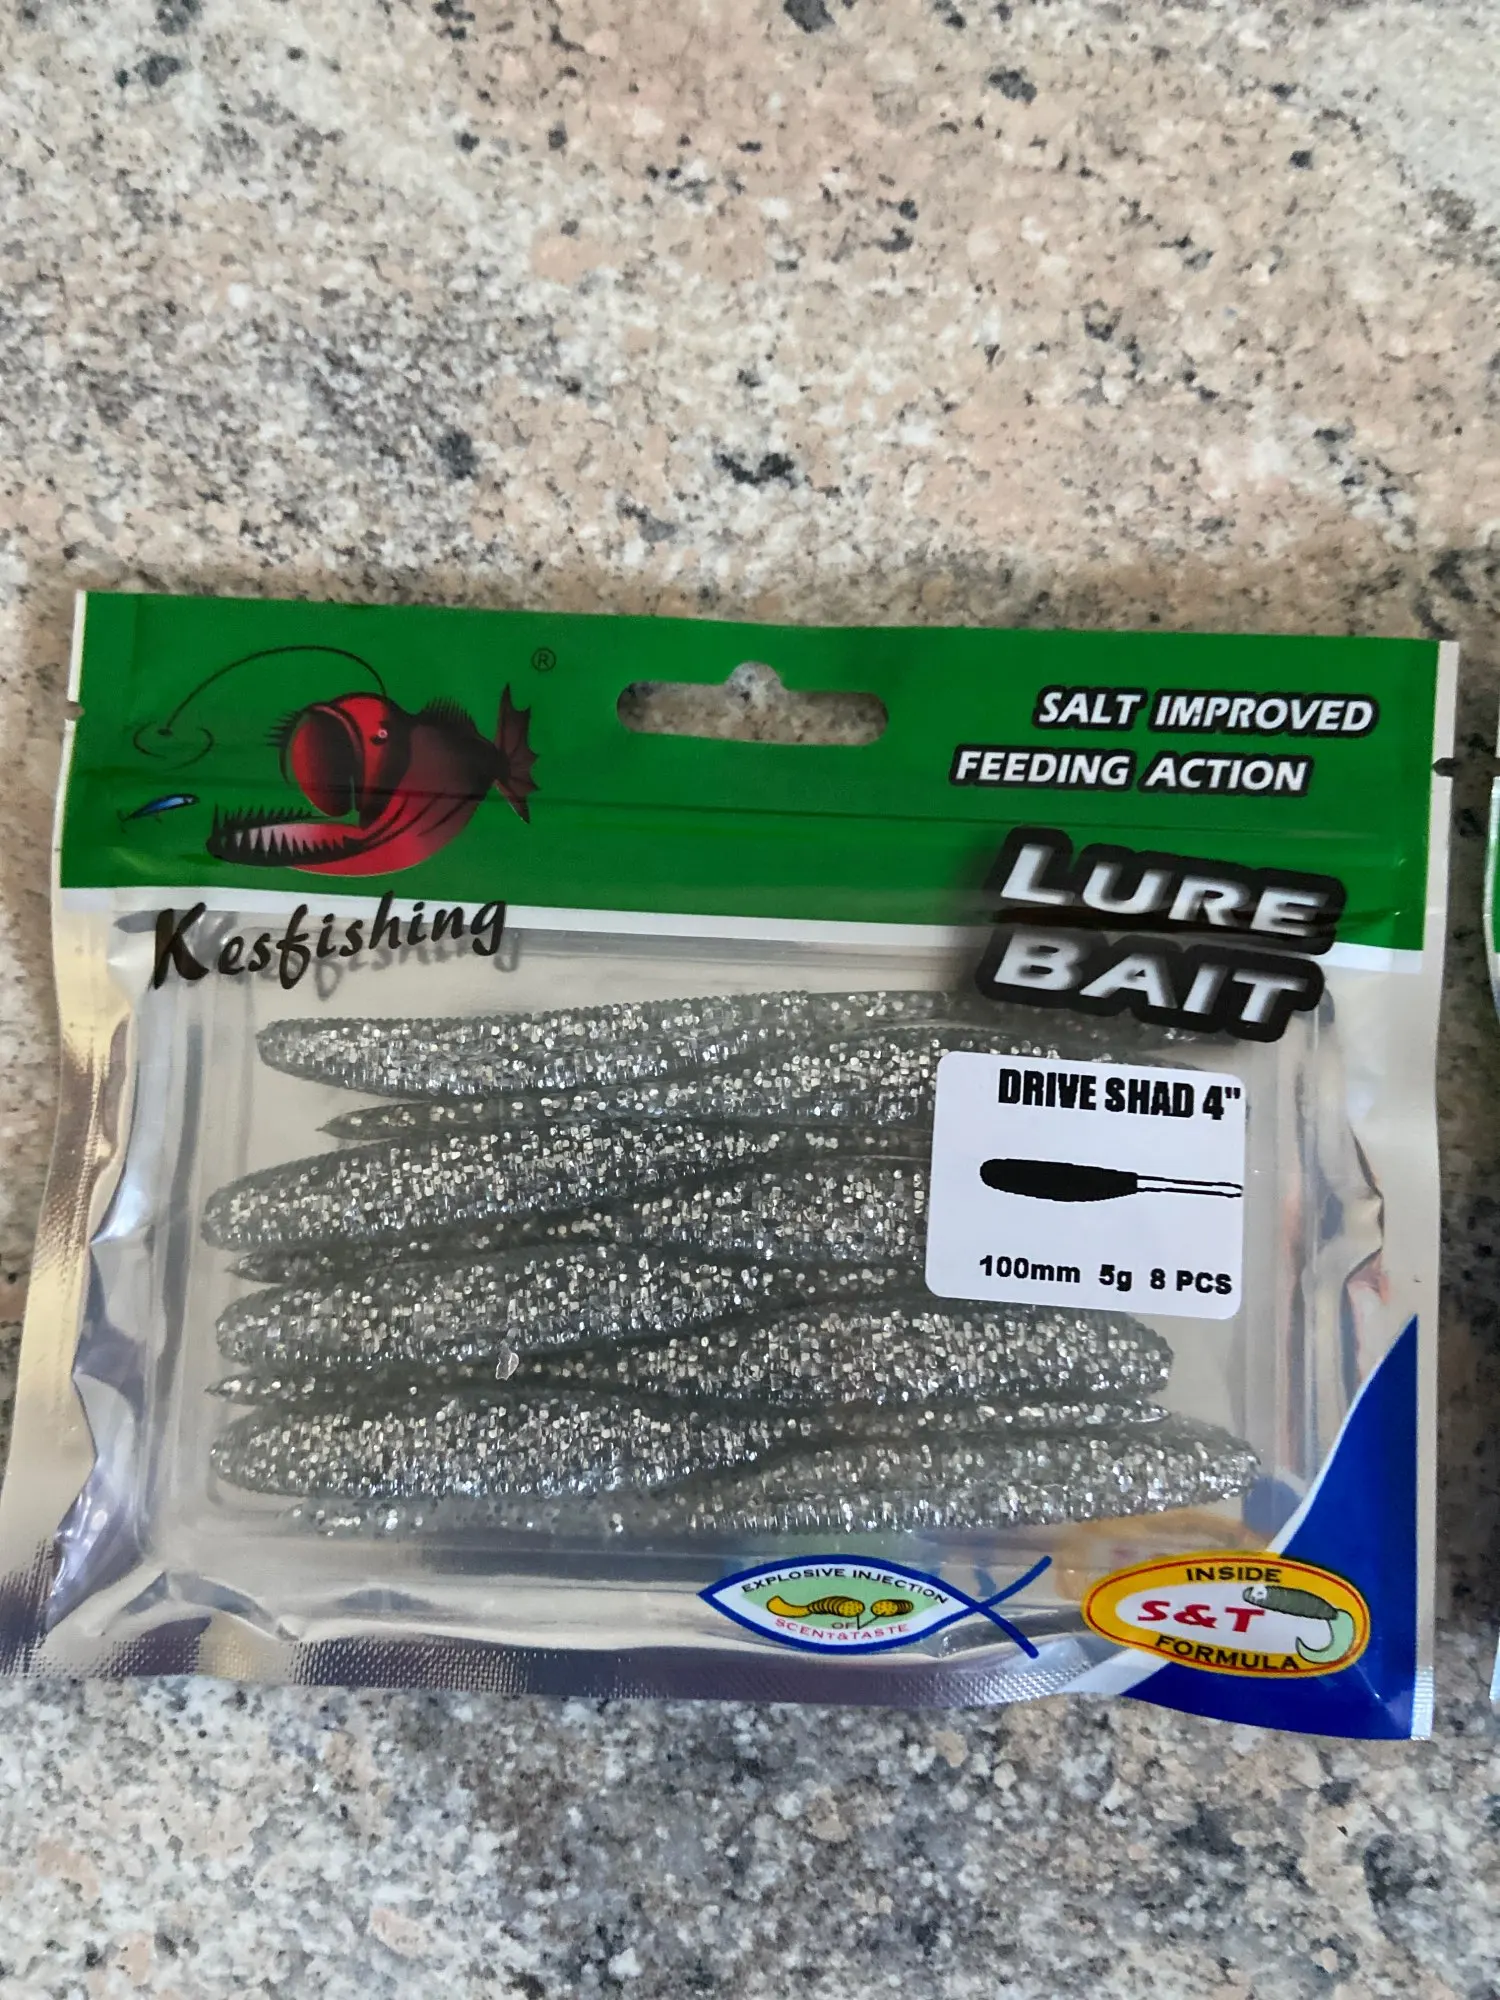 ®
SALT IMPROVED
FEEDING ACTION
LURE
BAIT
Kesfishing
DRIVE SHAD 4"
100mm 5g 8 PCS
EXPLOSIVE INJECTION
OF
SCENT&TASTE
INSIDE
S&T
FORMULA